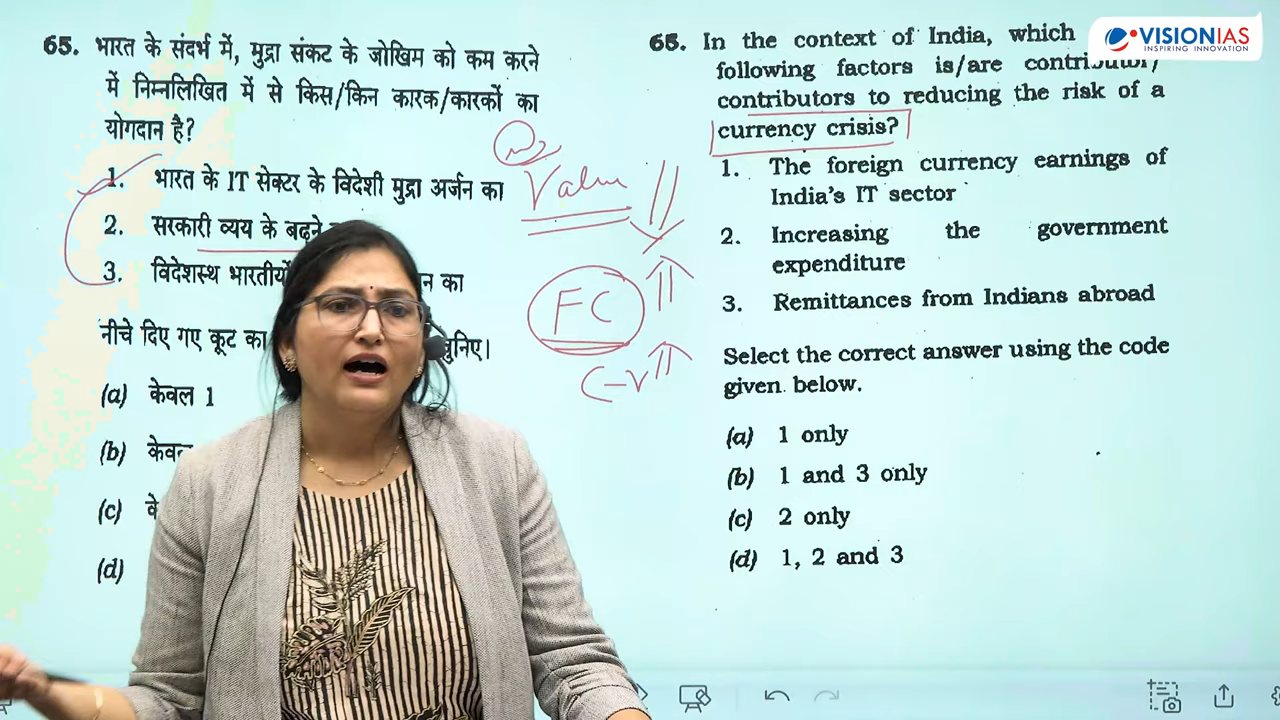 65. भारत के संदर्भ में, मुद्रा संकट के जोखिम को कम करने
में निम्नलिखित में से किस/किन कारक/कारकों का
योगदान है?
1. भारत के IT सेक्टर के विदेशी मुद्रा अर्जन का
2. सरकारी व्यय के बढ़ने
3. विदेशस्थ भारतीयों
का
नीचे दिए गए कूट का
चुनिए।
(a) केवल 1
(b) केवल
(c)
(d)
Value
FC
VISIONIAS
INSPIRING INNOVATION
65. In the context of India, which
following factors is/are contributor/
contributors to reducing the risk of a
currency crisis?
1. The foreign currency earnings of
India's IT sector
2. Increasing the government
expenditure
3. Remittances from Indians abroad
Select the correct answer using the code
given below.
(a) 1 only
(b) 1 and 3 only
(c) 2 only
(d) 1, 2 and 3